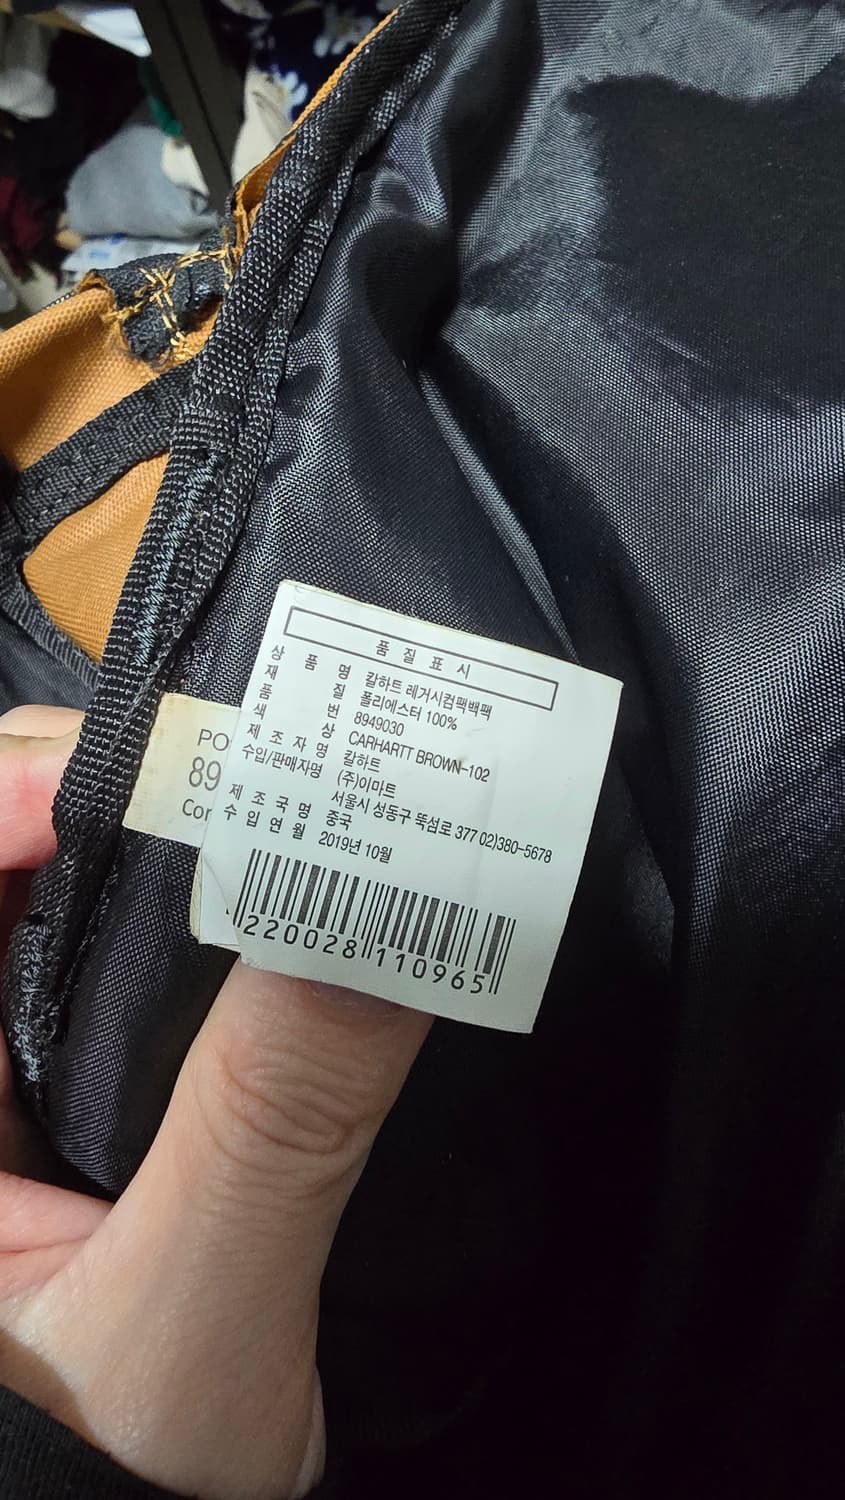 품질표시
상 품 명 칼하트 레거시컴팩백팩
재 질 폴리에스터 100%
품 번 8949030
색 상 CARHARTT BROWN-102
제 조 자 명 칼하트
수입/판매자명 (주)이마트
서울시 성동구 뚝섬로 377 02)380-5678
제 조 국 명 중국
수 입 연 월 2019년 10월
220028 110965
PO
89
Cor